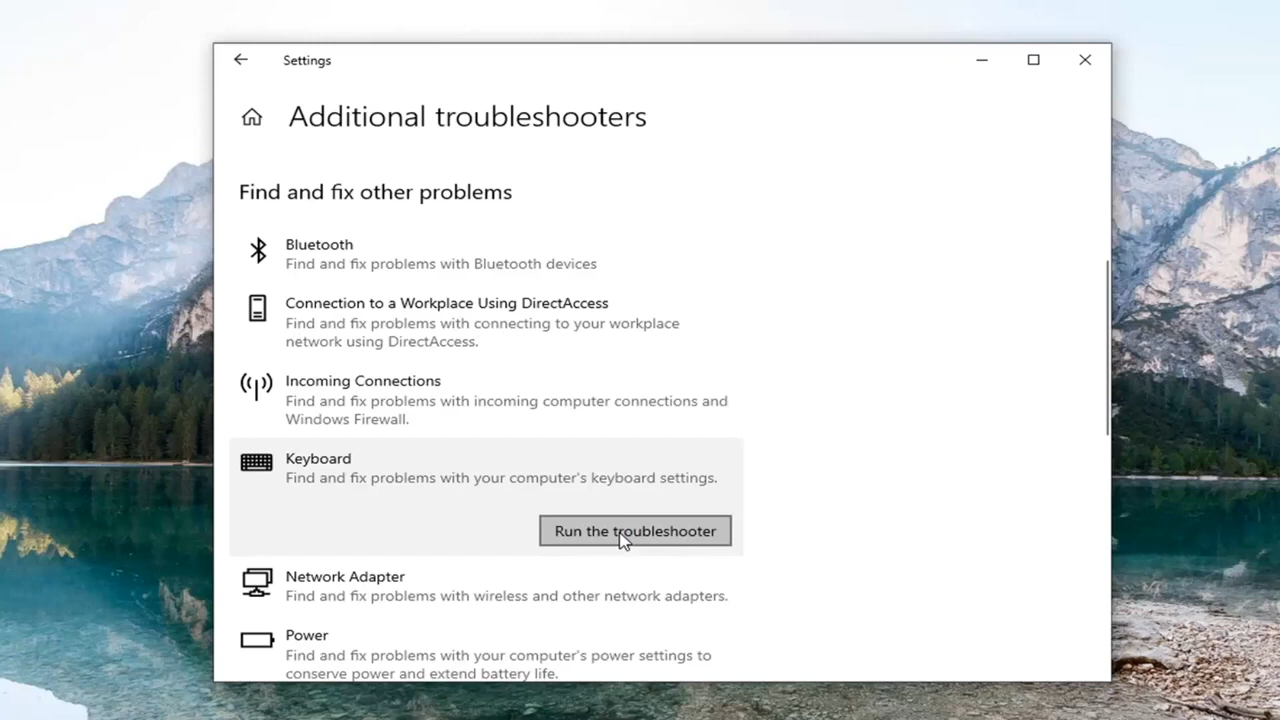 Settings
Additional troubleshooters
Find and fix other problems
Bluetooth
Find and fix problems with Bluetooth devices
Connection to a Workplace Using DirectAccess
Find and fix problems with connecting to your workplace
network using DirectAccess.
Incoming Connections
Find and fix problems with incoming computer connections and
Windows Firewall.
Keyboard
Find and fix problems with your computer's keyboard settings.
Run the troubleshooter
Network Adapter
Find and fix problems with wireless and other network adapters.
Power
Find and fix problems with your computer's power settings to
conserve power and extend battery life.